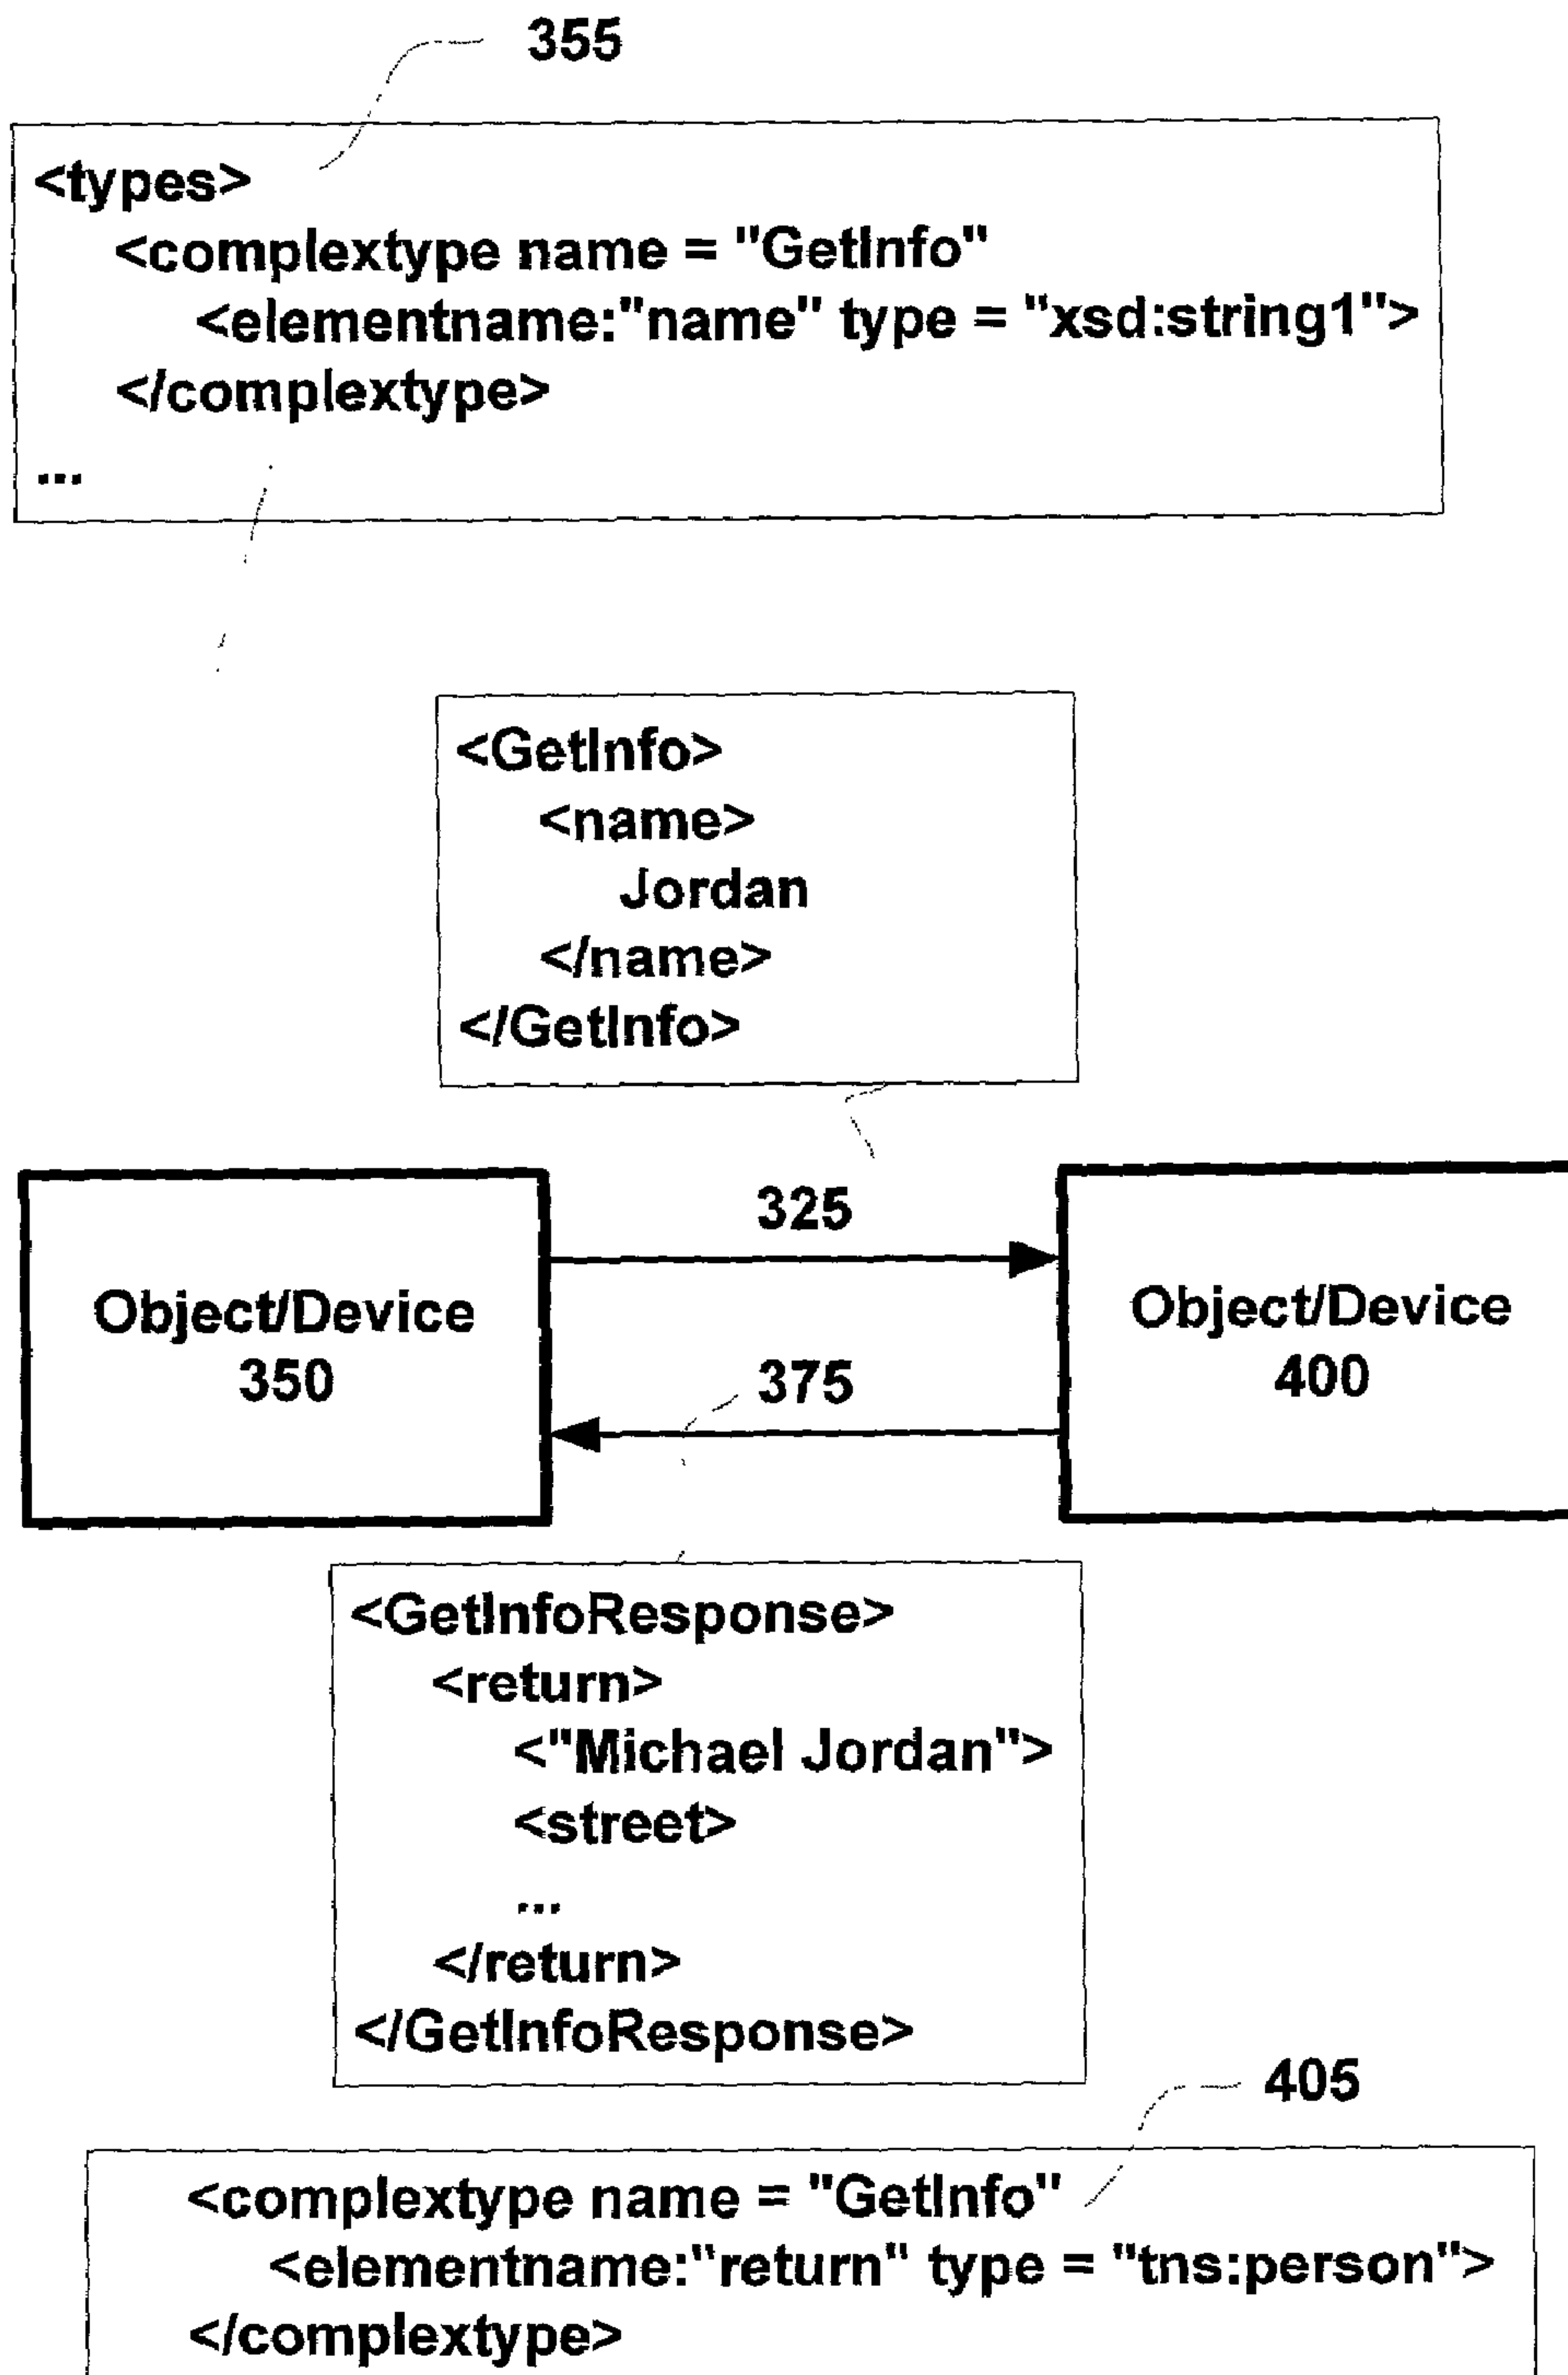 355
<types>
<complextype name = "GetInfo"
<elementname:"name" type = "xsd:string1">
</complextype>
...
<GetInfo>
<name>
Jordan
</name>
</GetInfo>
325
Object/Device
350
Object/Device
400
375
<GetInfoResponse>
<return>
<"Michael Jordan">
<street>
...
</return>
</GetInfoResponse>
405
<complextype name = "GetInfo"
<elementname:"return" type = "tns:person">
</complextype>